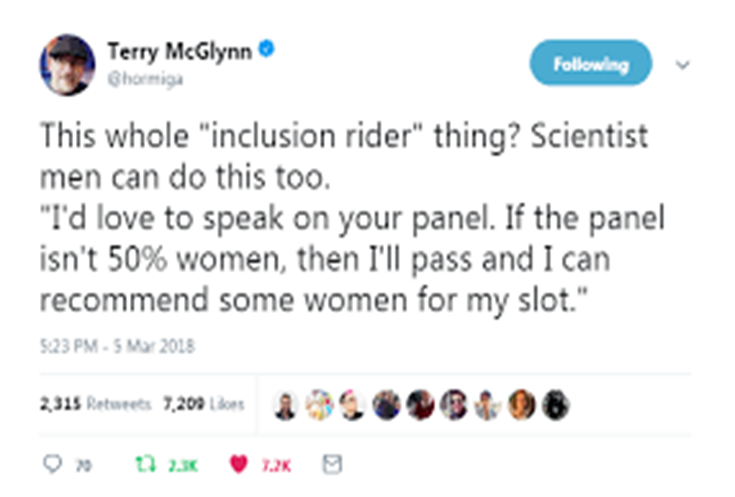 Terry McGlynn
@hormiga
Following
This whole "inclusion rider" thing? Scientist
men can do this too.
"I'd love to speak on your panel. If the panel
isn't 50% women, then I'll pass and I can
recommend some women for my slot."
5:23 PM - 5 Mar 2018
2,315 Retweets 7,209 Likes
70 2.3K 7.2K